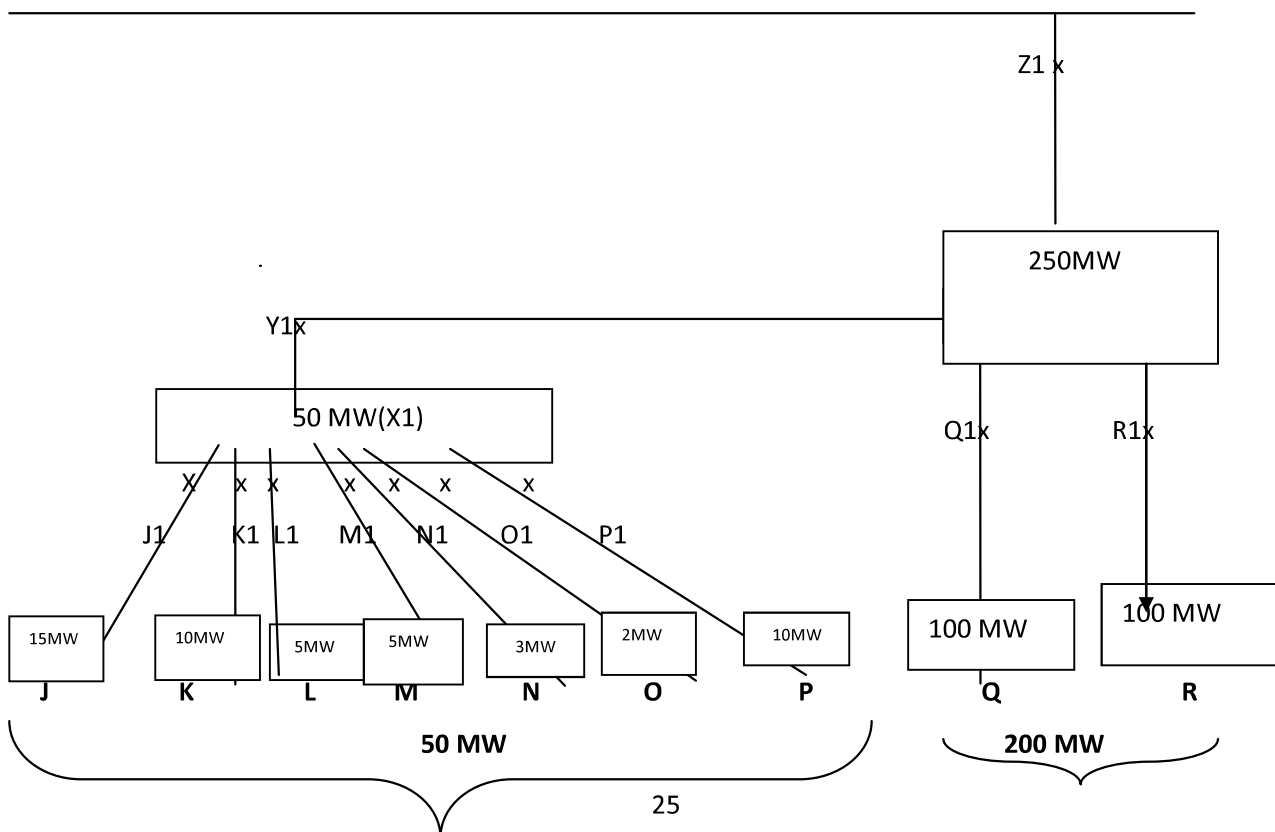 Z1 x
250MW
Y1x
50 MW(X1)
Q1x R1x
X x x x x x x
J1 K1 L1 M1 N1 O1 P1
15MW 10MW 5MW 5MW 3MW 2MW 10MW 100 MW 100 MW
J K L M N O P Q R
50 MW 200 MW
25